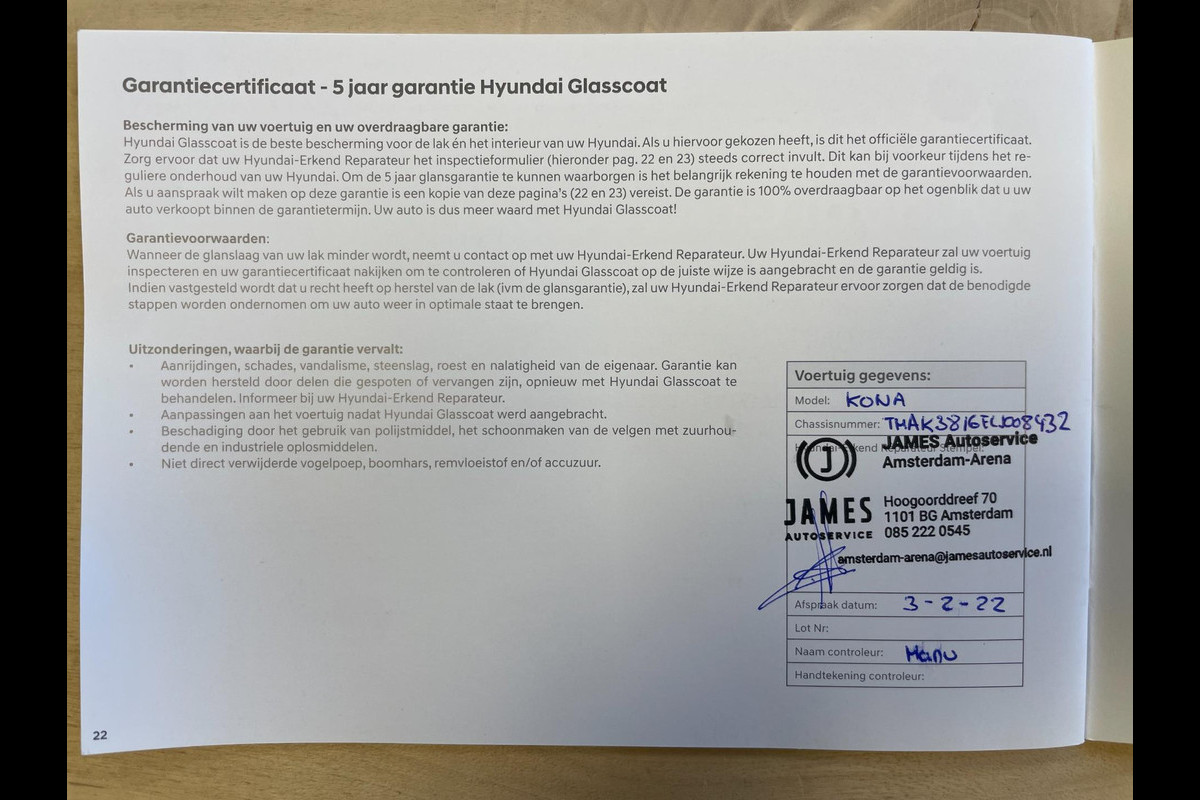 Garantiecertificaat - 5 jaar garantie Hyundai Glasscoat
Bescherming van uw voertuig en uw overdraagbare garantie:
Hyundai Glasscoat is de beste bescherming voor de lak én het interieur van uw Hyundai. Als u hiervoor gekozen heeft, is dit het officiële garantiecertificaat.
Zorg ervoor dat uw Hyundai-Erkend Reparateur het inspectieformulier (hieronder pag. 22 en 23) steeds correct invult. Dit kan bij voorkeur tijdens het re-
guliere onderhoud van uw Hyundai. Om de 5 jaar glansgarantie te kunnen waarborgen is het belangrijk rekening te houden met de garantievoorwaarden.
Als u aanspraak wilt maken op deze garantie is een kopie van deze pagina's (22 en 23) vereist. De garantie is 100% overdraagbaar op het ogenblik dat u uw
auto verkoopt binnen de garantietermijn. Uw auto is dus meer waard met Hyundai Glasscoat!
Garantievoorwaarden:
Wanneer de glanslaag van uw lak minder wordt, neemt u contact op met uw Hyundai-Erkend Reparateur. Uw Hyundai-Erkend Reparateur zal uw voertuig
inspecteren en uw garantiecertificaat nakijken om te controleren of Hyundai Glasscoat op de juiste wijze is aangebracht en de garantie geldig is.
Indien vastgesteld wordt dat u recht heeft op herstel van de lak (ivm de glansgarantie), zal uw Hyundai-Erkend Reparateur ervoor zorgen dat de benodigde
stappen worden ondernomen om uw auto weer in optimale staat te brengen.
Uitzonderingen, waarbij de garantie vervalt:
• Aanrijdingen, schades, vandalisme, steenslag, roest en nalatigheid van de eigenaar. Garantie kan
worden hersteld door delen die gespoten of vervangen zijn, opnieuw met Hyundai Glasscoat te
behandelen. Informeer bij uw Hyundai-Erkend Reparateur.
• Aanpassingen aan het voertuig nadat Hyundai Glasscoat werd aangebracht.
• Beschadiging door het gebruik van polijstmiddel, het schoonmaken van de velgen met zuurhou-
dende en industriele oplosmiddelen.
• Niet direct verwijderde vogelpoep, boomhars, remvloeistof en/of accuzuur.
Voertuig gegevens:
Model: KONA
Chassisnummer:
Hyundai-Erkend Reparateur Stempel:
JAMES Autoservice
Amsterdam-Arena
J
JAMES
AUTOSERVICE
Hoogoorddreef 70
1101 BG Amsterdam
085 222 0545
amsterdam-arena@jamesautoservice.nl
Afspraak datum: 3-2-22
Lot Nr:
Naam controleur: Manu
Handtekening controleur:
22